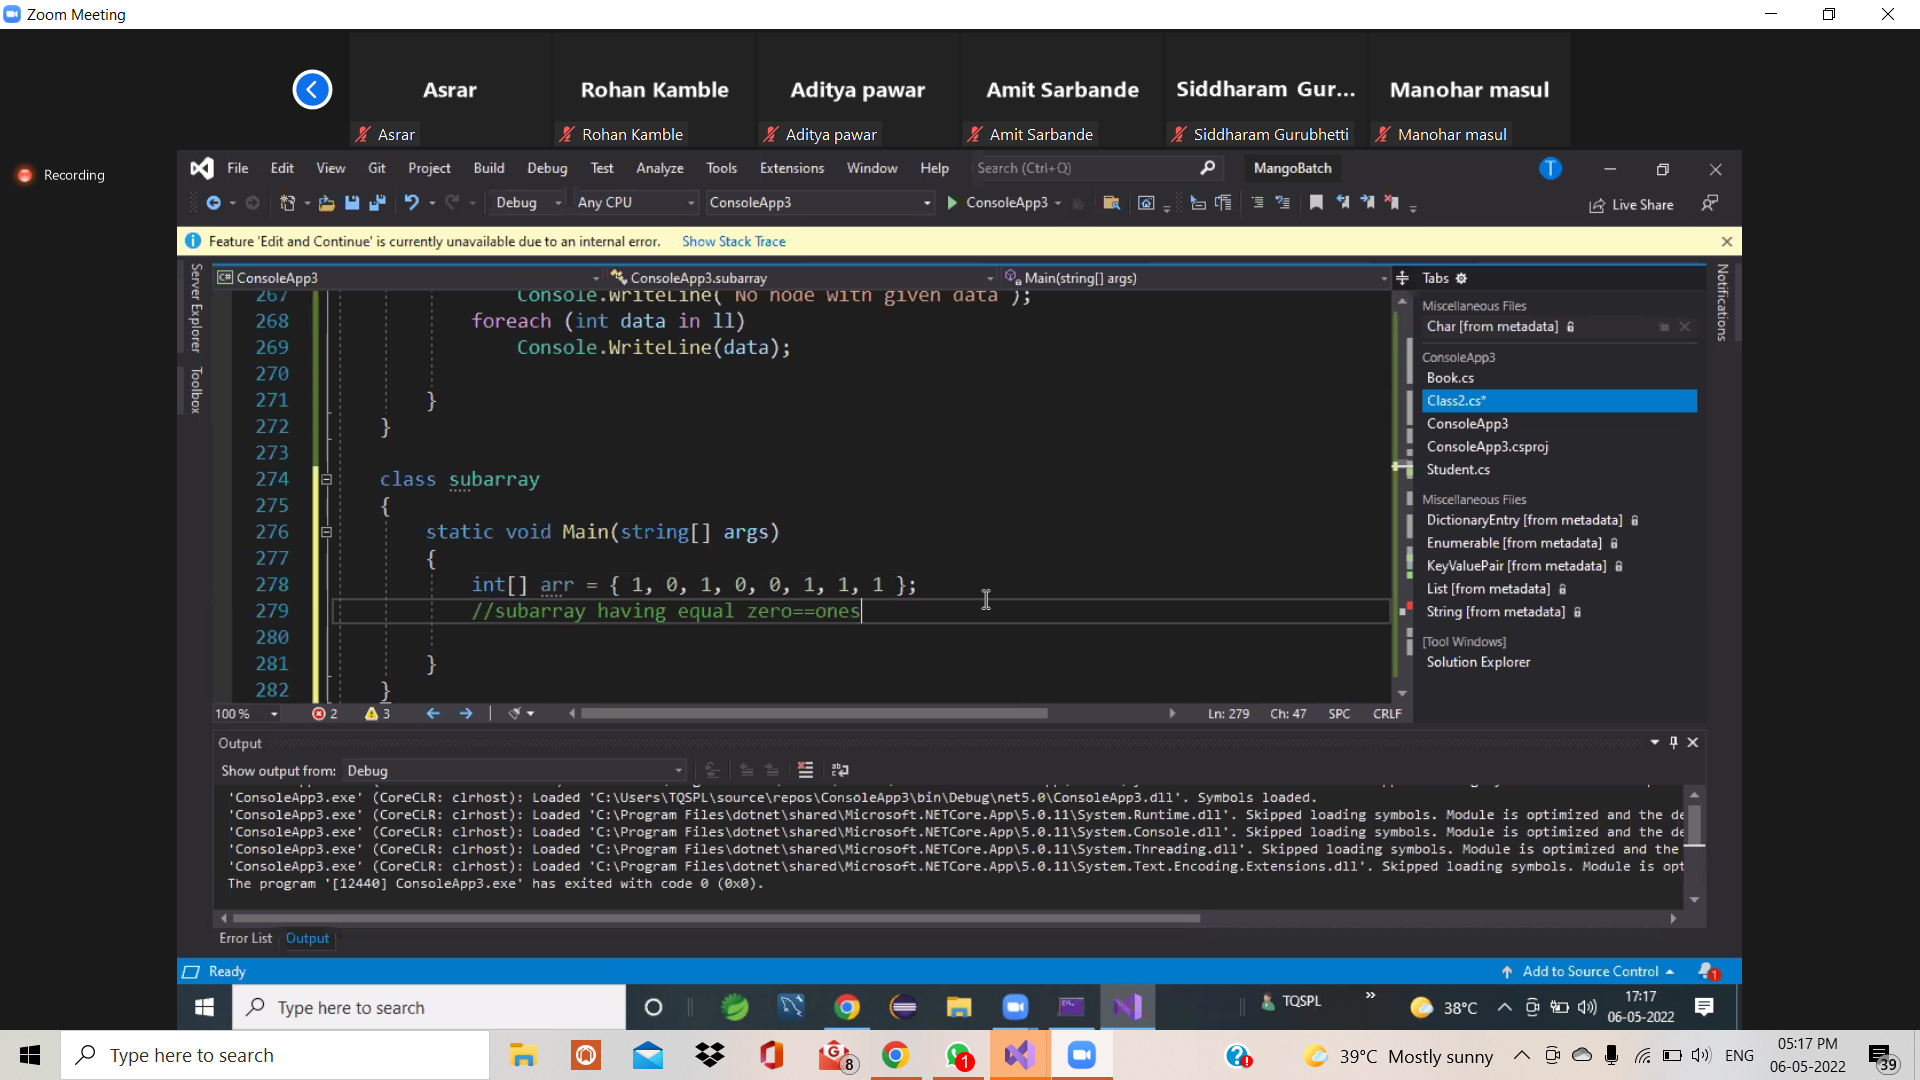 Zoom Meeting
Asrar
Rohan Kamble
Aditya pawar
Amit Sarbande
Siddharam Gur...
Manohar masul
Asrar
Rohan Kamble
Aditya pawar
Amit Sarbande
Siddharam Gurubhetti
Manohar masul
Recording
File Edit View Git Project Build Debug Test Analyze Tools Extensions Window Help Search (Ctrl+Q) MangoBatch T
Debug Any CPU ConsoleApp3 ConsoleApp3 Live Share
Feature 'Edit and Continue' is currently unavailable due to an internal error. Show Stack Trace
Server Explorer
Toolbox
Notifications
C# ConsoleApp3 ConsoleApp3.subarray Main(string[] args)
267 Console.WriteLine("No node with given data");
268 foreach (int data in ll)
269 Console.WriteLine(data);
270
271 }
272 }
273
274 class subarray
275 {
276 static void Main(string[] args)
277 {
278 int[] arr = { 1, 0, 1, 0, 0, 1, 1, 1 };
279 //subarray having equal zero==ones
280
281 }
282 }
Tabs
Miscellaneous Files
Char [from metadata]
ConsoleApp3
Book.cs
Class2.cs*
ConsoleApp3
ConsoleApp3.csproj
Student.cs
Miscellaneous Files
DictionaryEntry [from metadata]
Enumerable [from metadata]
KeyValuePair [from metadata]
List [from metadata]
String [from metadata]
[Tool Windows]
Solution Explorer
100 % 2 3 Ln: 279 Ch: 47 SPC CRLF
Output
Show output from: Debug
'ConsoleApp3.exe' (CoreCLR: clrhost): Loaded 'C:\Users\TQSPL\source\repos\ConsoleApp3\bin\Debug\net5.0\ConsoleApp3.dll'. Symbols loaded.
'ConsoleApp3.exe' (CoreCLR: clrhost): Loaded 'C:\Program Files\dotnet\shared\Microsoft.NETCore.App\5.0.11\System.Runtime.dll'. Skipped loading symbols. Module is optimized and the de
'ConsoleApp3.exe' (CoreCLR: clrhost): Loaded 'C:\Program Files\dotnet\shared\Microsoft.NETCore.App\5.0.11\System.Console.dll'. Skipped loading symbols. Module is optimized and the de
'ConsoleApp3.exe' (CoreCLR: clrhost): Loaded 'C:\Program Files\dotnet\shared\Microsoft.NETCore.App\5.0.11\System.Threading.dll'. Skipped loading symbols. Module is optimized and the
'ConsoleApp3.exe' (CoreCLR: clrhost): Loaded 'C:\Program Files\dotnet\shared\Microsoft.NETCore.App\5.0.11\System.Text.Encoding.Extensions.dll'. Skipped loading symbols. Module is opt
The program '[12440] ConsoleApp3.exe' has exited with code 0 (0x0).
Error List Output
Ready Add to Source Control 1
Type here to search TQSPL » 38°C 17:17
06-05-2022
Type here to search 8 1 39°C Mostly sunny ENG 05:17 PM
06-05-2022 39